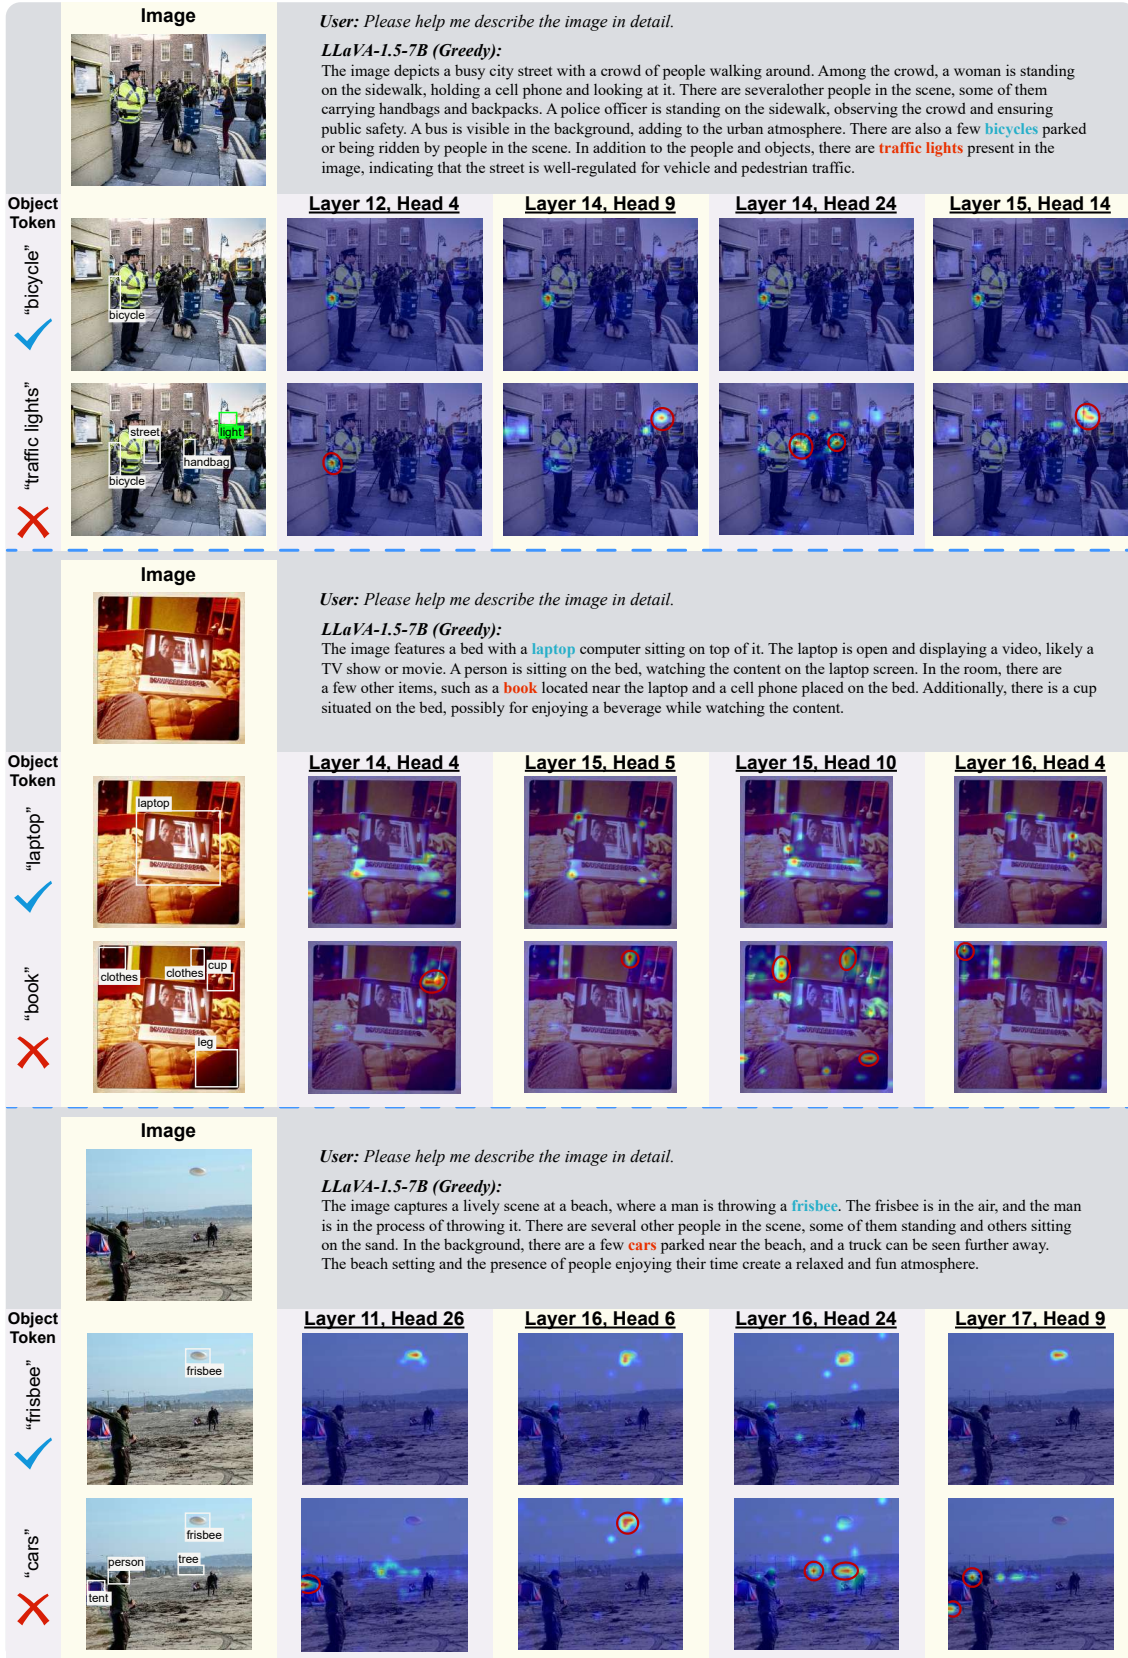 Image
User: Please help me describe the image in detail.
LLaVA-1.5-7B (Greedy):
The image depicts a busy city street with a crowd of people walking around. Among the crowd, a woman is standing
on the sidewalk, holding a cell phone and looking at it. There are severalother people in the scene, some of them
carrying handbags and backpacks. A police officer is standing on the sidewalk, observing the crowd and ensuring
public safety. A bus is visible in the background, adding to the urban atmosphere. There are also a few bicycles parked
or being ridden by people in the scene. In addition to the people and objects, there are traffic lights present in the
image, indicating that the street is well-regulated for vehicle and pedestrian traffic.
Object
Token
Layer 12, Head 4
Layer 14, Head 9
Layer 14, Head 24
Layer 15, Head 14
"bicycle"
bicycle
"traffic lights"
street
light
handbag
bicycle
Image
User: Please help me describe the image in detail.
LLaVA-1.5-7B (Greedy):
The image features a bed with a laptop computer sitting on top of it. The laptop is open and displaying a video, likely a
TV show or movie. A person is sitting on the bed, watching the content on the laptop screen. In the room, there are
a few other items, such as a book located near the laptop and a cell phone placed on the bed. Additionally, there is a cup
situated on the bed, possibly for enjoying a beverage while watching the content.
Object
Token
Layer 14, Head 4
Layer 15, Head 5
Layer 15, Head 10
Layer 16, Head 4
"laptop"
laptop
"book"
clothes
clothes
cup
leg
Image
User: Please help me describe the image in detail.
LLaVA-1.5-7B (Greedy):
The image captures a lively scene at a beach, where a man is throwing a frisbee. The frisbee is in the air, and the man
is in the process of throwing it. There are several other people in the scene, some of them standing and others sitting
on the sand. In the background, there are a few cars parked near the beach, and a truck can be seen further away.
The beach setting and the presence of people enjoying their time create a relaxed and fun atmosphere.
Object
Token
Layer 11, Head 26
Layer 16, Head 6
Layer 16, Head 24
Layer 17, Head 9
"frisbee"
frisbee
"cars"
frisbee
person
tree
tent